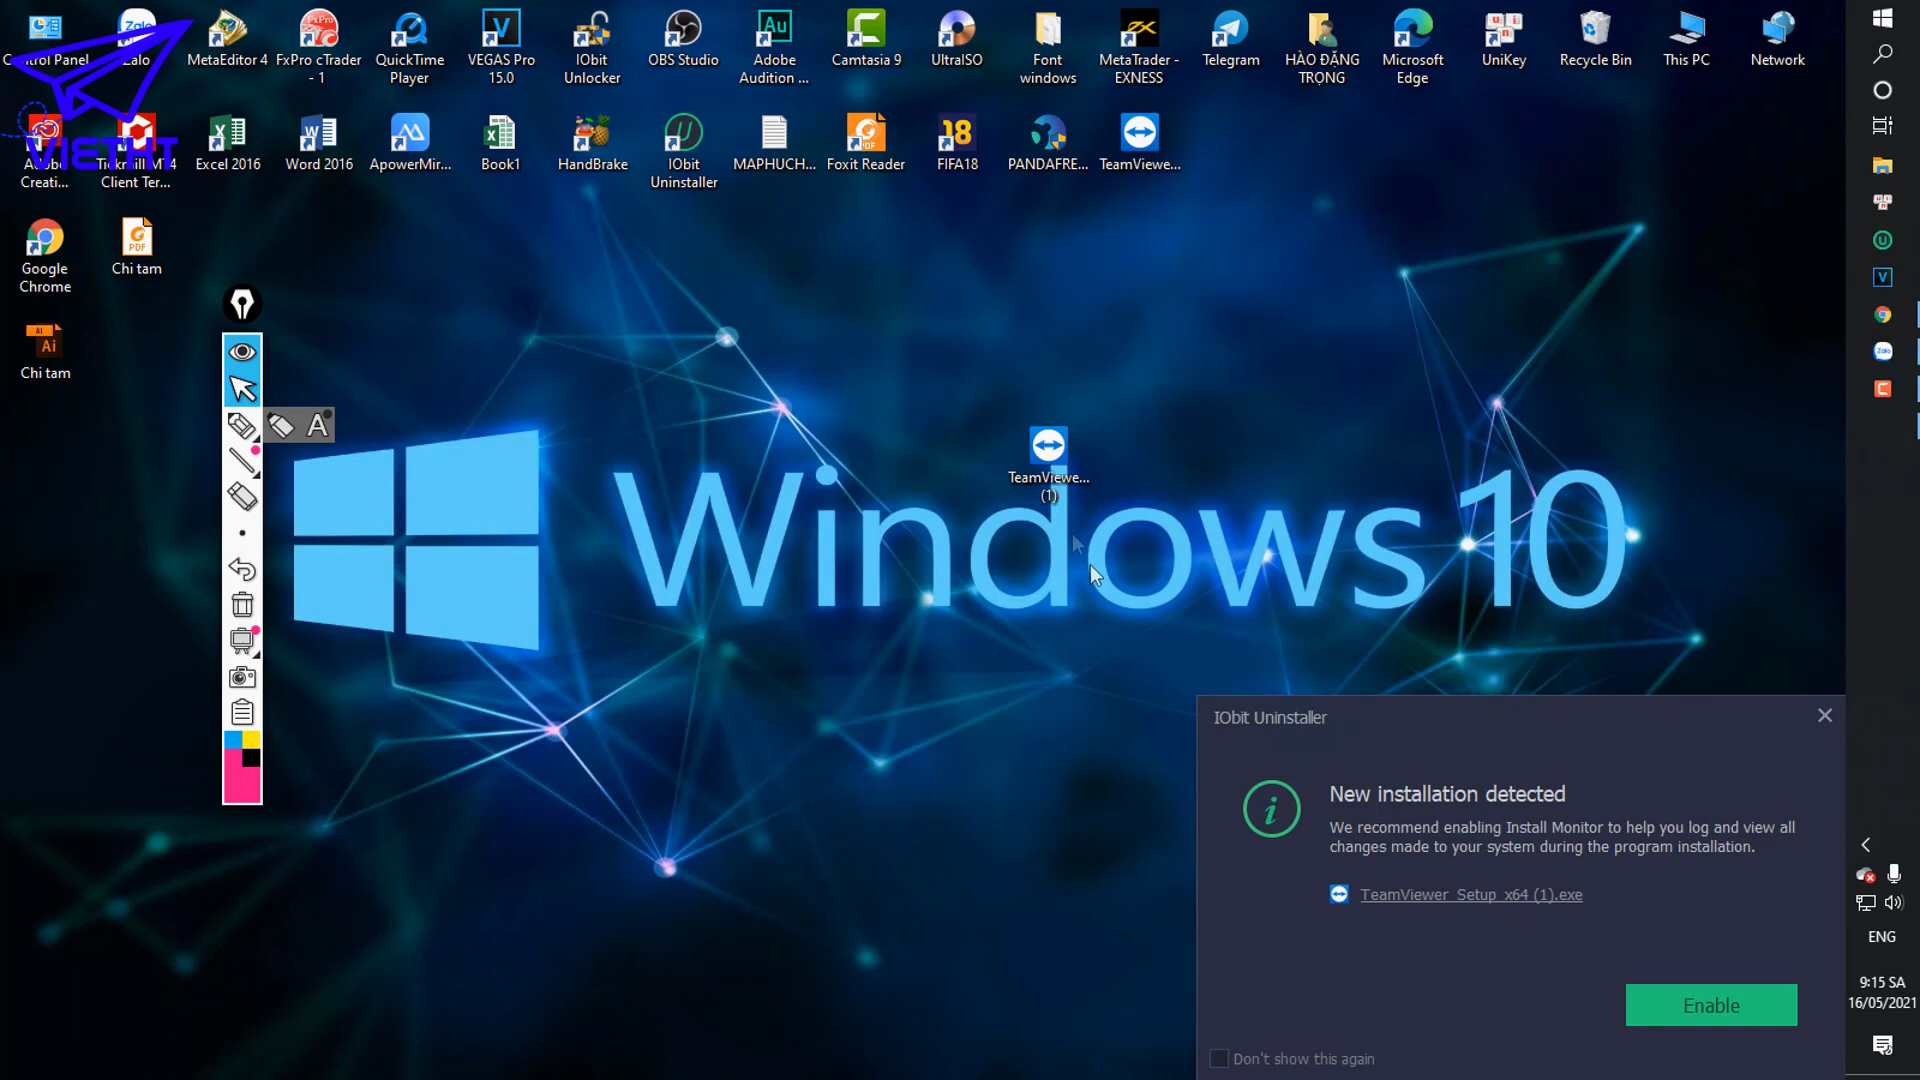 Control Panel
Zalo
MetaEditor 4
FxPro cTrader
- 1
QuickTime
Player
VEGAS Pro
15.0
IObit
Unlocker
OBS Studio
Adobe
Audition ...
Camtasia 9
UltraISO
Font
windows
MetaTrader -
EXNESS
Telegram
HÀO ĐẶNG
TRỌNG
Microsoft
Edge
UniKey
Recycle Bin
This PC
Network
VIETHT
Adobe
Creati...
Tickmill MT4
Client Ter...
Excel 2016
Word 2016
ApowerMir...
Book1
HandBrake
IObit
Uninstaller
MAPHUCH...
Foxit Reader
FIFA18
PANDAFRE...
TeamViewe...
Google
Chrome
Chi tam
Chi tam
TeamViewe...
(1)
Windows 10
IObit Uninstaller
New installation detected
We recommend enabling Install Monitor to help you log and view all
changes made to your system during the program installation.
TeamViewer_Setup_x64 (1).exe
Enable
Don't show this again
ENG
9:15 SA
16/05/2021